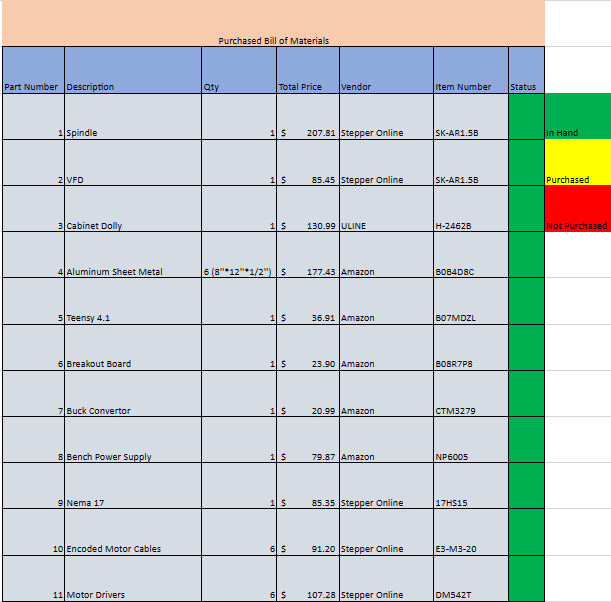 Purchased Bill of Materials
Part Number Description Qty Total Price Vendor Item Number Status
1 Spindle 1 $ 207.81 Stepper Online SK-AR1.5B In Hand
2 VFD 1 $ 85.45 Stepper Online SK-AR1.5B Purchased
3 Cabinet Dolly 1 $ 130.99 ULINE H-2462B Not Purchased
4 Aluminum Sheet Metal 6 (8"*12"*1/2") $ 177.43 Amazon B0B4D8C
5 Teensy 4.1 1 $ 36.91 Amazon B07MDZL
6 Breakout Board 1 $ 23.90 Amazon B08R7P8
7 Buck Convertor 1 $ 20.99 Amazon CTM3279
8 Bench Power Supply 1 $ 79.87 Amazon NP6005
9 Nema 17 1 $ 85.35 Stepper Online 17HS15
10 Encoded Motor Cables 6 $ 91.20 Stepper Online E3-M3-20
11 Motor Drivers 6 $ 107.28 Stepper Online DM542T